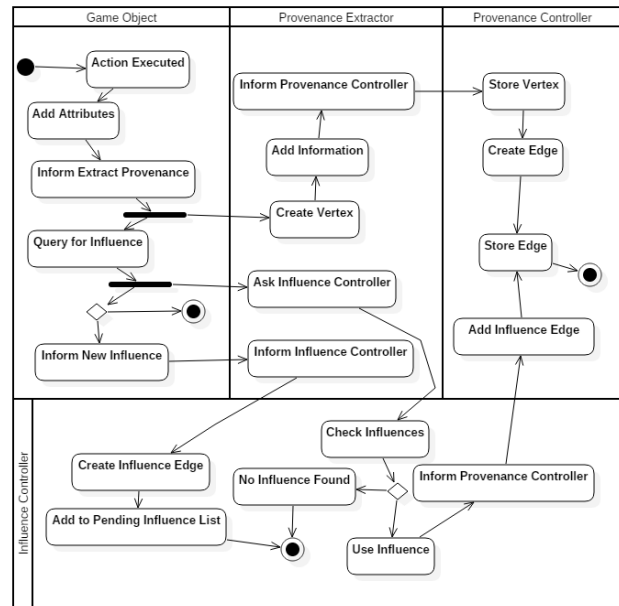 Game Object
Provenance Extractor
Provenance Controller
Action Executed
Add Attributes
Inform Extract Provenance
Query for Influence
Inform New Influence
Inform Provenance Controller
Add Information
Create Vertex
Ask Influence Controller
Inform Influence Controller
Store Vertex
Create Edge
Store Edge
Add Influence Edge
Influence Controller
Create Influence Edge
Add to Pending Influence List
No Influence Found
Check Influences
Use Influence
Inform Provenance Controller